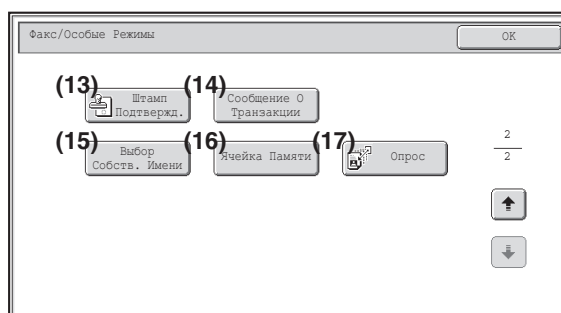 Факс/Особые Режимы
OK
(13)
Штамп
Подтвержд.
(14)
Сообщение О
Транзакции
(15)
Выбор
Собств. Имени
(16)
Ячейка Памяти
(17)
Опрос
2
2